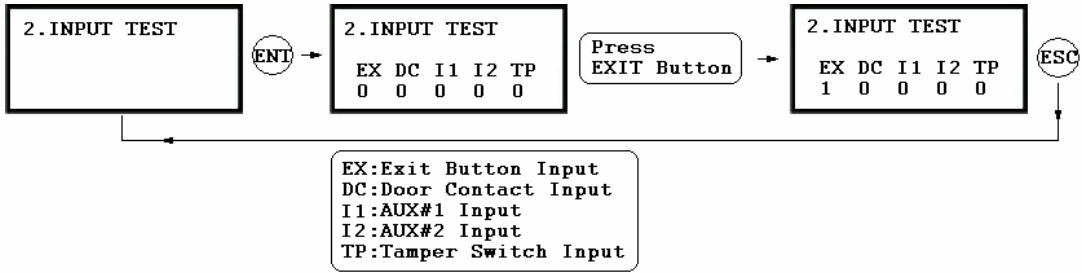 2.INPUT TEST
ENT
2.INPUT TEST
EX DC I1 I2 TP
0 0 0 0 0
Press
EXIT Button
2.INPUT TEST
EX DC I1 I2 TP
1 0 0 0 0
ESC
EX:Exit Button Input
DC:Door Contact Input
I1:AUX#1 Input
I2:AUX#2 Input
TP:Tamper Switch Input